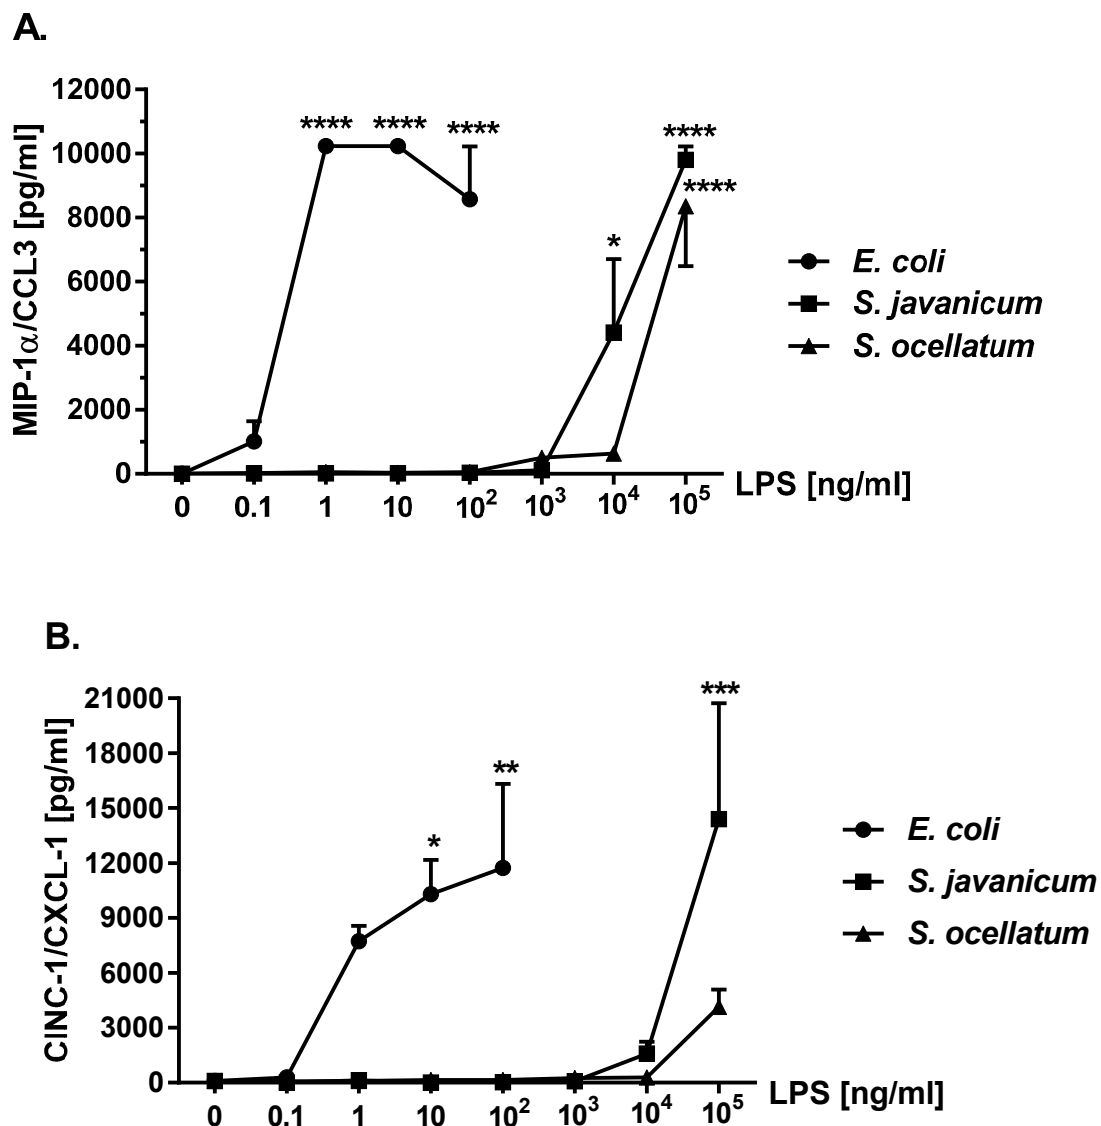 A.
MIP-1α/CCL3 [pg/ml]
12000
10000
8000
6000
4000
2000
0
**** **** ****
*
****
****
0 0.1 1 10 10² 10³ 10⁴ 10⁵
LPS [ng/ml]
E. coli
S. javanicum
S. ocellatum
B.
CINC-1/CXCL-1 [pg/ml]
21000
18000
15000
12000
9000
6000
3000
0
*
**
***
0 0.1 1 10 10² 10³ 10⁴ 10⁵
LPS [ng/ml]
E. coli
S. javanicum
S. ocellatum